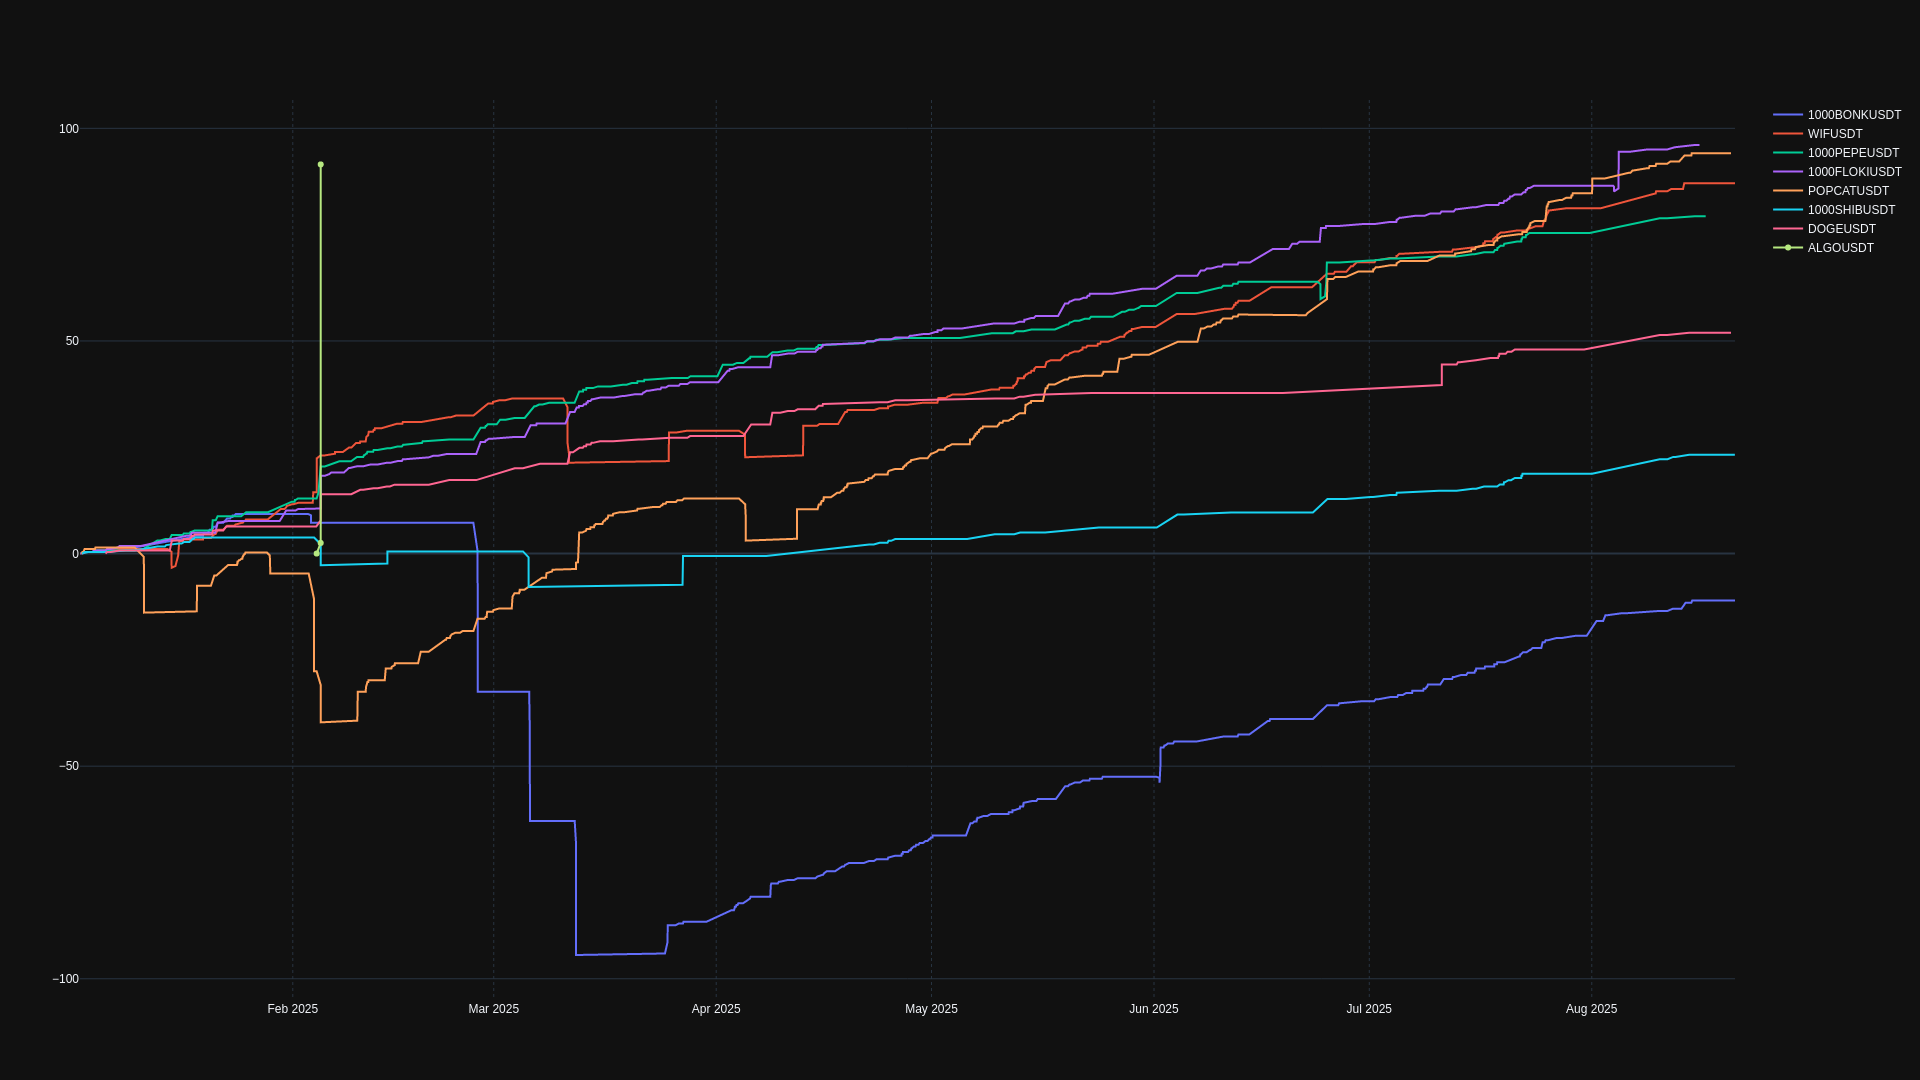 100
50
0
−50
−100
Feb 2025
Mar 2025
Apr 2025
May 2025
Jun 2025
Jul 2025
Aug 2025
1000BONKUSDT
WIFUSDT
1000PEPEUSDT
1000FLOKIUSDT
POPCATUSDT
1000SHIBUSDT
DOGEUSDT
ALGOUSDT